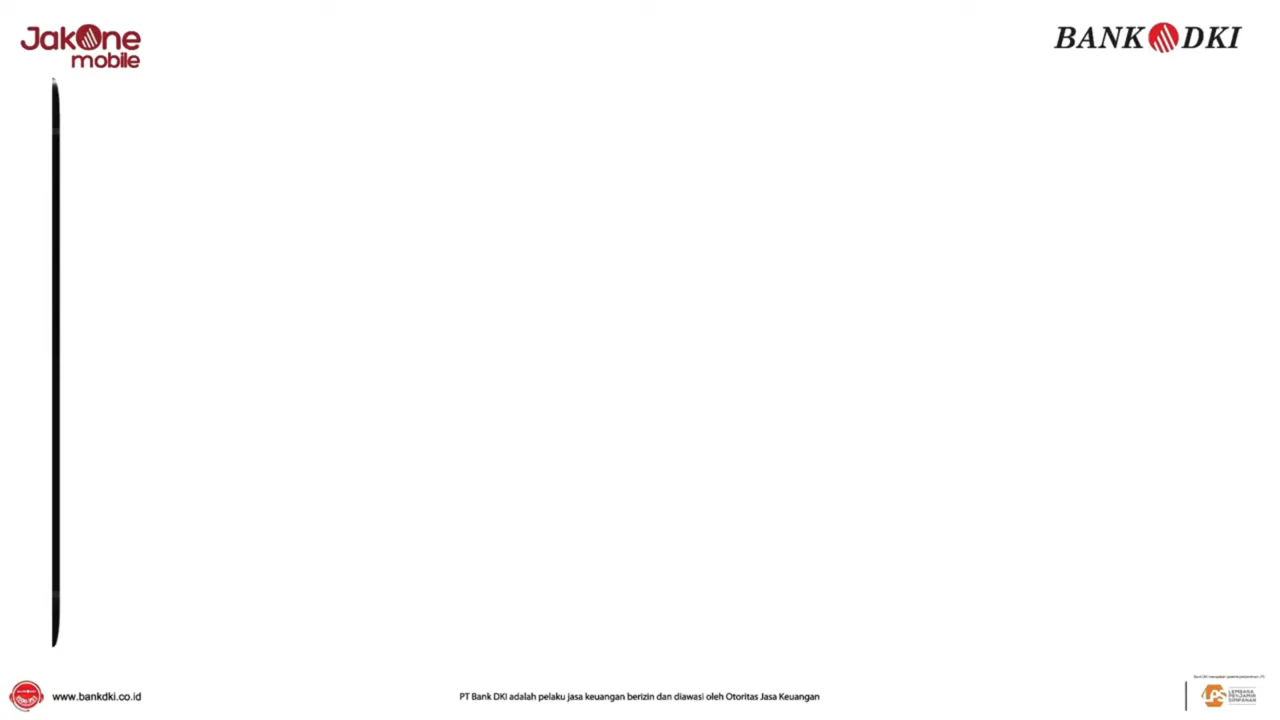 JakOne
mobile
BANK DKI
www.bankdki.co.id
PT Bank DKI adalah pelaku jasa keuangan berizin dan diawasi oleh Otoritas Jasa Keuangan
LPS
LEMBAGA
PENJAMIN
SIMPANAN